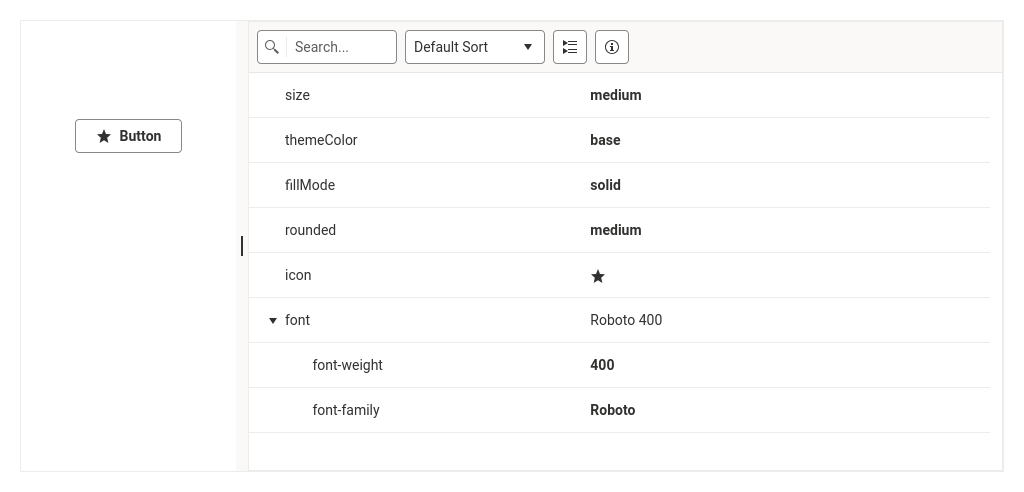 Search...
Default Sort
Button
size medium
themeColor base
fillMode solid
rounded medium
icon
font Roboto 400
font-weight 400
font-family Roboto